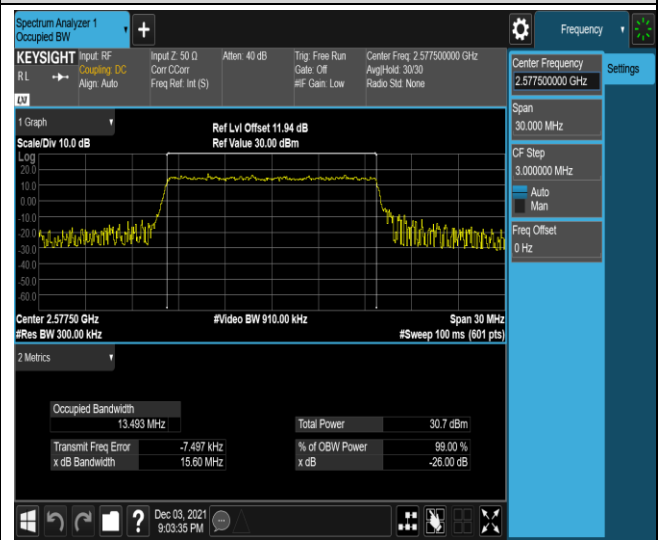 Spectrum Analyzer 1
Occupied BW
+
Frequency
KEYSIGHT Input: RF Input Z: 50 Ω Atten: 40 dB Trig: Free Run Center Freq: 2.577500000 GHz
RL Coupling: DC Corr CCorr Gate: Off Avg|Hold: 30/30
Align: Auto Freq Ref: Int (S) #IF Gain: Low Radio Std: None
LXI
Center Frequency
2.577500000 GHz
Settings
Span
30.000 MHz
CF Step
3.000000 MHz
Auto
Man
Freq Offset
0 Hz
1 Graph
Ref Lvl Offset 11.94 dB
Scale/Div 10.0 dB Ref Value 30.00 dBm
Log
20.0
10.0
0.00
-10.0
-20.0
-30.0
-40.0
-50.0
-60.0
Center 2.57750 GHz #Video BW 910.00 kHz Span 30 MHz
#Res BW 300.00 kHz #Sweep 100 ms (601 pts)
2 Metrics
Occupied Bandwidth
13.493 MHz
Total Power 30.7 dBm
Transmit Freq Error -7.497 kHz % of OBW Power 99.00 %
x dB Bandwidth 15.60 MHz x dB -26.00 dB
? Dec 03, 2021
9:03:35 PM